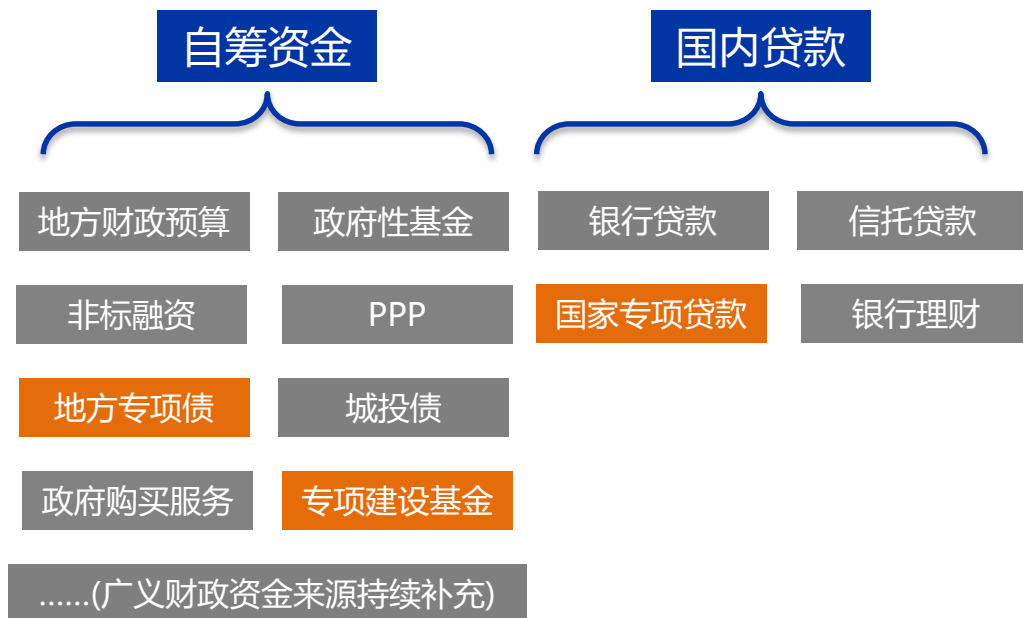 自筹资金
国内贷款
地方财政预算
政府性基金
银行贷款
信托贷款
非标融资
PPP
国家专项贷款
银行理财
地方专项债
城投债
政府购买服务
专项建设基金
......(广义财政资金来源持续补充)